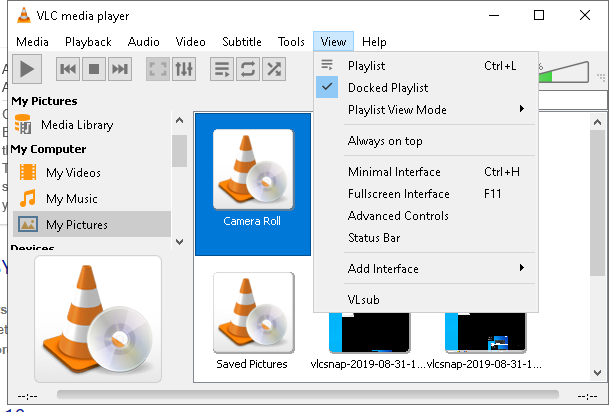 VLC media player
Media Playback Audio Video Subtitle Tools View Help
%
My Pictures
Media Library
My Computer
My Videos
My Music
My Pictures
Devices
Camera Roll
Saved Pictures
vlcsnap-2019-08-31-1...
vlcsnap-2019-08-31-1...
Playlist Ctrl+L
Docked Playlist
Playlist View Mode
Always on top
Minimal Interface Ctrl+H
Fullscreen Interface F11
Advanced Controls
Status Bar
Add Interface
VLsub
--:-- --:--